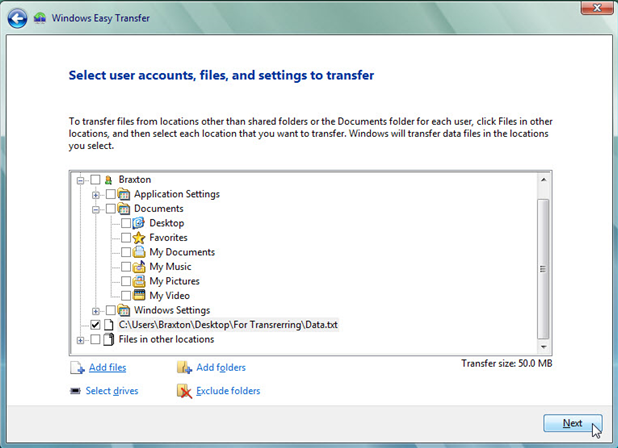 Windows Easy Transfer
Select user accounts, files, and settings to transfer
To transfer files from locations other than shared folders or the Documents folder for each user, click Files in other
locations, and then select each location that you want to transfer. Windows will transfer data files in the locations
you select.
Braxton
Application Settings
Documents
Desktop
Favorites
My Documents
My Music
My Pictures
My Video
Windows Settings
C:\Users\Braxton\Desktop\For Transrerring\Data.txt
Files in other locations
Add files
Add folders
Transfer size: 50.0 MB
Select drives
Exclude folders
Next